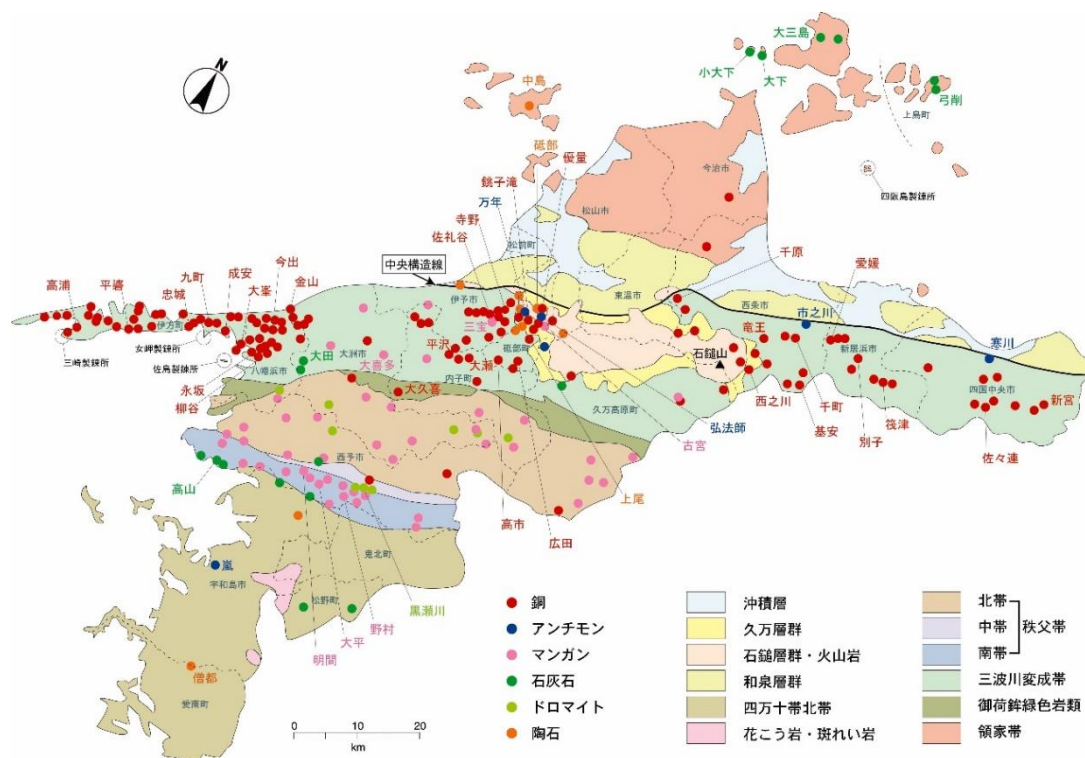 N
大三島
小大下
大下
弓削
上島町
中島
砥部
優量
銚子滝
万年
寺野
佐礼谷
松前町
松山市
今治市
四阪島製錬所
千原
中央構造線
愛媛
高浦
平礒
忠城
九町
成安
大峯
今出
金山
伊予市
東温市
西条市
市之川
寒川
伊方町
三崎製錬所
女岬製錬所
佐島製錬所
三宝
砥部町
竜王
新居浜市
石鎚山
平沢
大瀬
大田
大洲市
八幡浜市
大喜多
内子町
永坂
柳谷
大久喜
久万高原町
西之川
千町
基安
別子
筏津
四国中央市
新宮
佐々連
弘法師
古宮
西予市
上尾
高山
高市
広田
嵐
宇和島市
鬼北町
松野町
黒瀬川
野村
大平
明間
僧都
愛南町
0 10 20
km
銅
アンチモン
マンガン
石灰石
ドロマイト
陶石
沖積層
久万層群
石鎚層群・火山岩
和泉層群
四万十帯北帯
花こう岩・斑れい岩
北帯
中帯
南帯
秩父帯
三波川変成帯
御荷鉾緑色岩類
領家帯